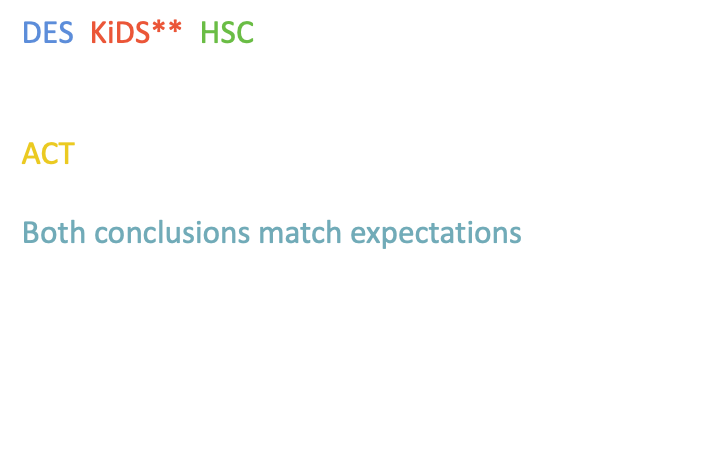 DES KiDS** HSC
ACT
Both conclusions match expectations